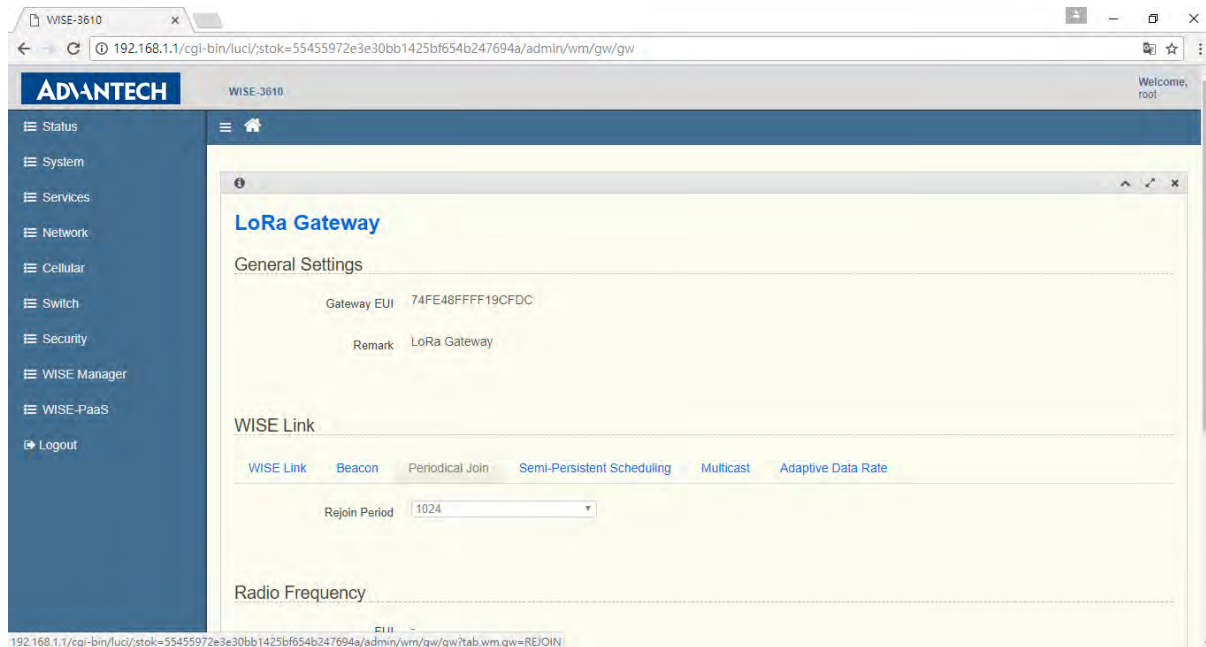 WISE-3610
192.168.1.1/cgi-bin/luci/;stok=55455972e3e30bb1425bf654b247694a/admin/wm/gw/gw
ADVANTECH
WISE-3610
Welcome,
root
Status
System
Services
Network
Cellular
Switch
Security
WISE Manager
WISE-PaaS
Logout
LoRa Gateway
General Settings
Gateway EUI 74FE48FFFF19CFDC
Remark LoRa Gateway
WISE Link
WISE Link Beacon Periodical Join Semi-Persistent Scheduling Multicast Adaptive Data Rate
Rejoin Period 1024
Radio Frequency
EUI -
192.168.1.1/cgi-bin/luci/;stok=55455972e3e30bb1425bf654b247694a/admin/wm/gw/gw?tab.wm.gw=REJOIN